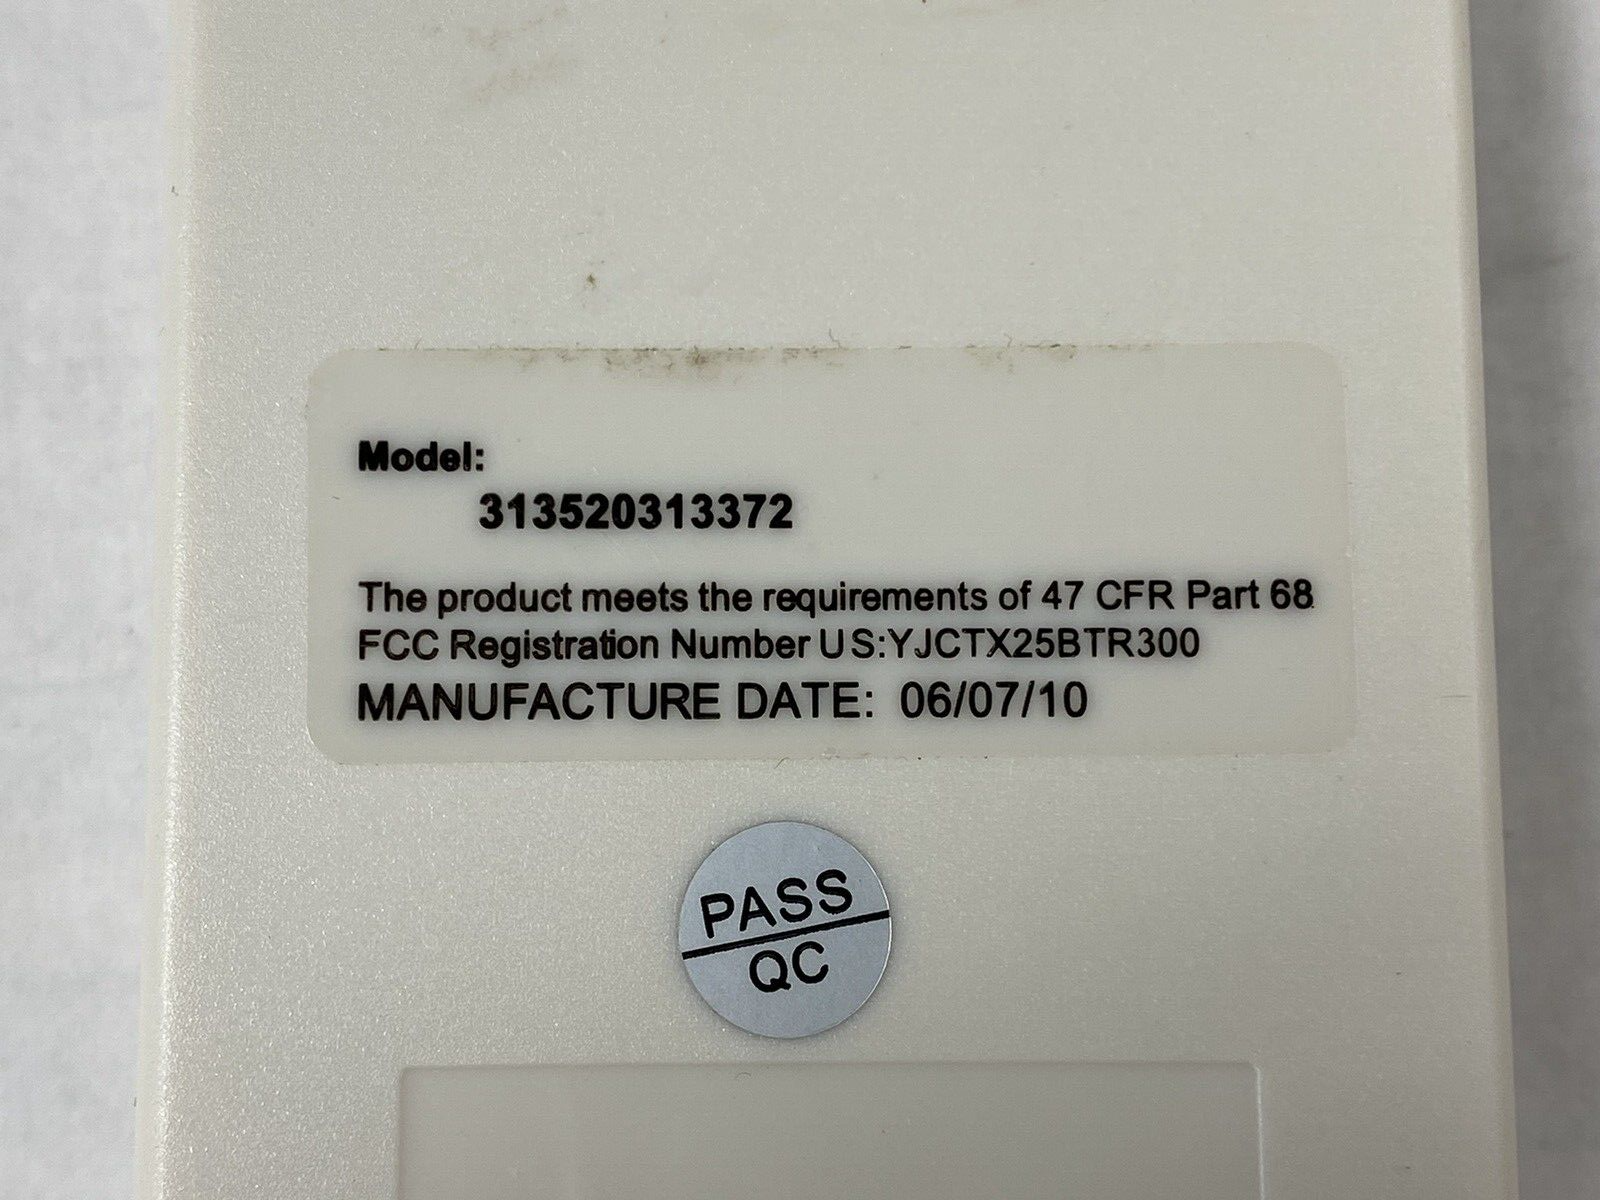 Model:
313520313372
The product meets the requirements of 47 CFR Part 68.
FCC Registration Number US:YJCTX25BTR300
MANUFACTURE DATE: 06/07/10
PASS
QC